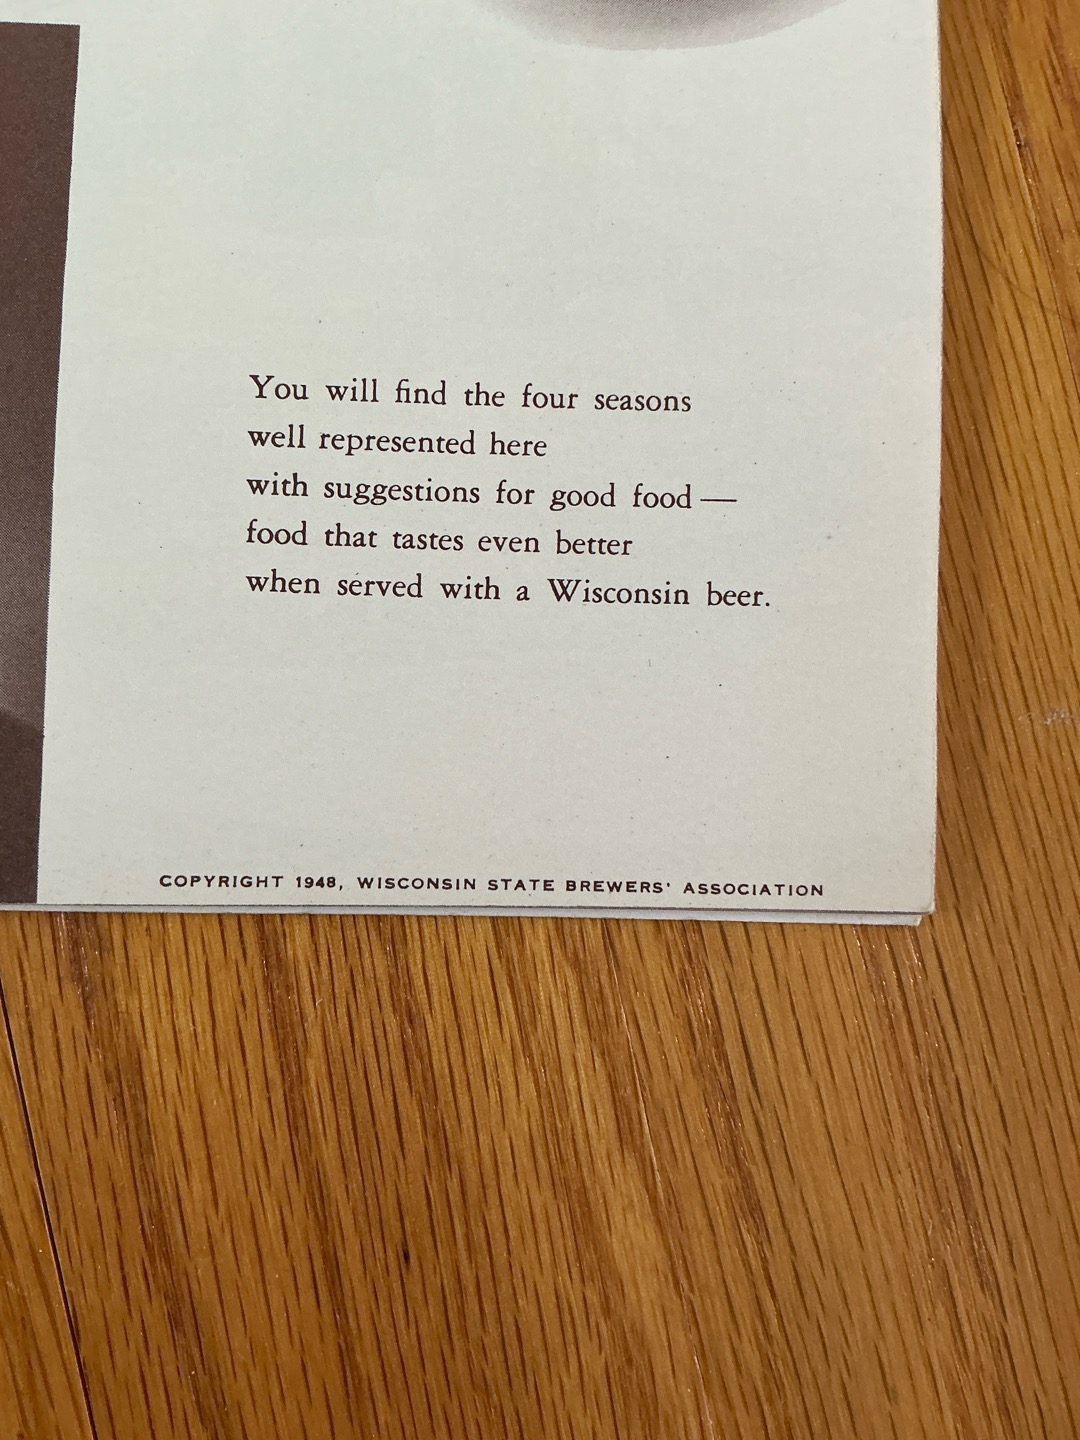 You will find the four seasons
well represented here
with suggestions for good food —
food that tastes even better
when served with a Wisconsin beer.
COPYRIGHT 1948, WISCONSIN STATE BREWERS' ASSOCIATION